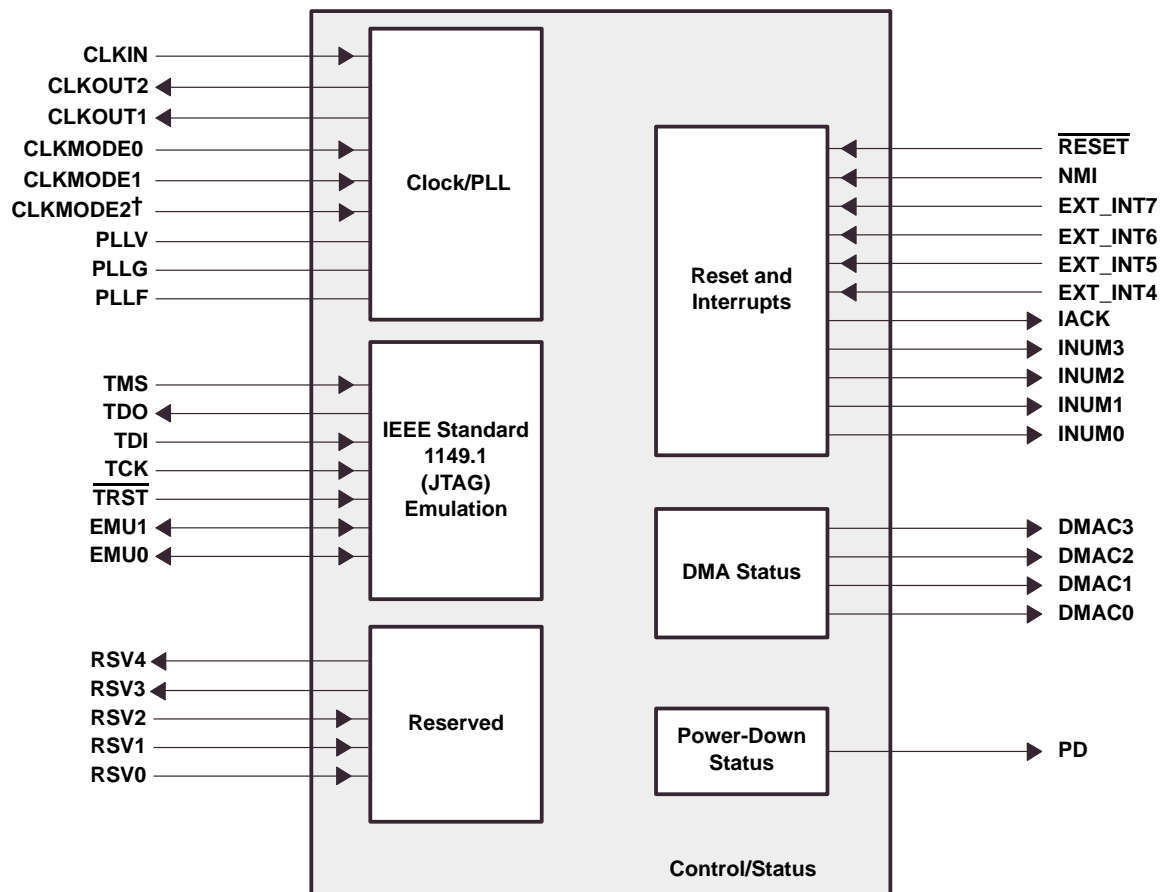 CLKIN
CLKOUT2
CLKOUT1
CLKMODE0
CLKMODE1
CLKMODE2†
PLLV
PLLG
PLLF
Clock/PLL
TMS
TDO
TDI
TCK
TRST
EMU1
EMU0
IEEE Standard
1149.1
(JTAG)
Emulation
RSV4
RSV3
RSV2
RSV1
RSV0
Reserved
Reset and
Interrupts
RESET
NMI
EXT_INT7
EXT_INT6
EXT_INT5
EXT_INT4
IACK
INUM3
INUM2
INUM1
INUM0
DMA Status
DMAC3
DMAC2
DMAC1
DMAC0
Power-Down
Status
PD
Control/Status